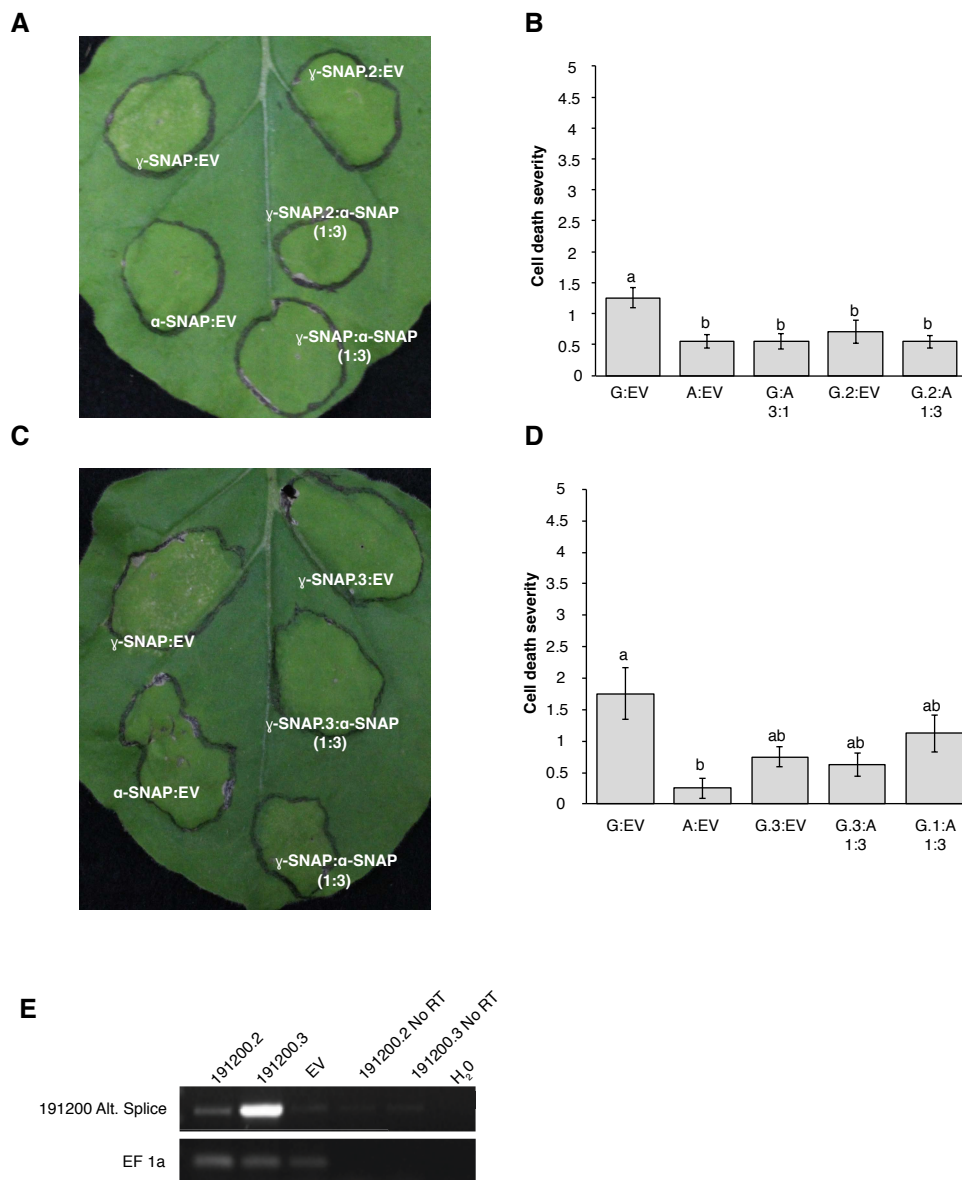 A
γ-SNAP.2:EV
γ-SNAP:EV
γ-SNAP.2:α-SNAP
(1:3)
α-SNAP:EV
γ-SNAP:α-SNAP
(1:3)
B
5
4.5
4
3.5
3
2.5
2
1.5
1
0.5
0
Cell death severity
a
b
b
b
b
G:EV
A:EV
G:A
3:1
G.2:EV
G.2:A
1:3
C
γ-SNAP.3:EV
γ-SNAP:EV
γ-SNAP.3:α-SNAP
(1:3)
α-SNAP:EV
γ-SNAP:α-SNAP
(1:3)
D
5
4.5
4
3.5
3
2.5
2
1.5
1
0.5
0
Cell death severity
a
b
ab
ab
ab
G:EV
A:EV
G.3:EV
G.3:A
1:3
G.1:A
1:3
E
191200.2
191200.3
EV
191200.2 No RT
191200.3 No RT
H₂0
191200 Alt. Splice
EF 1a